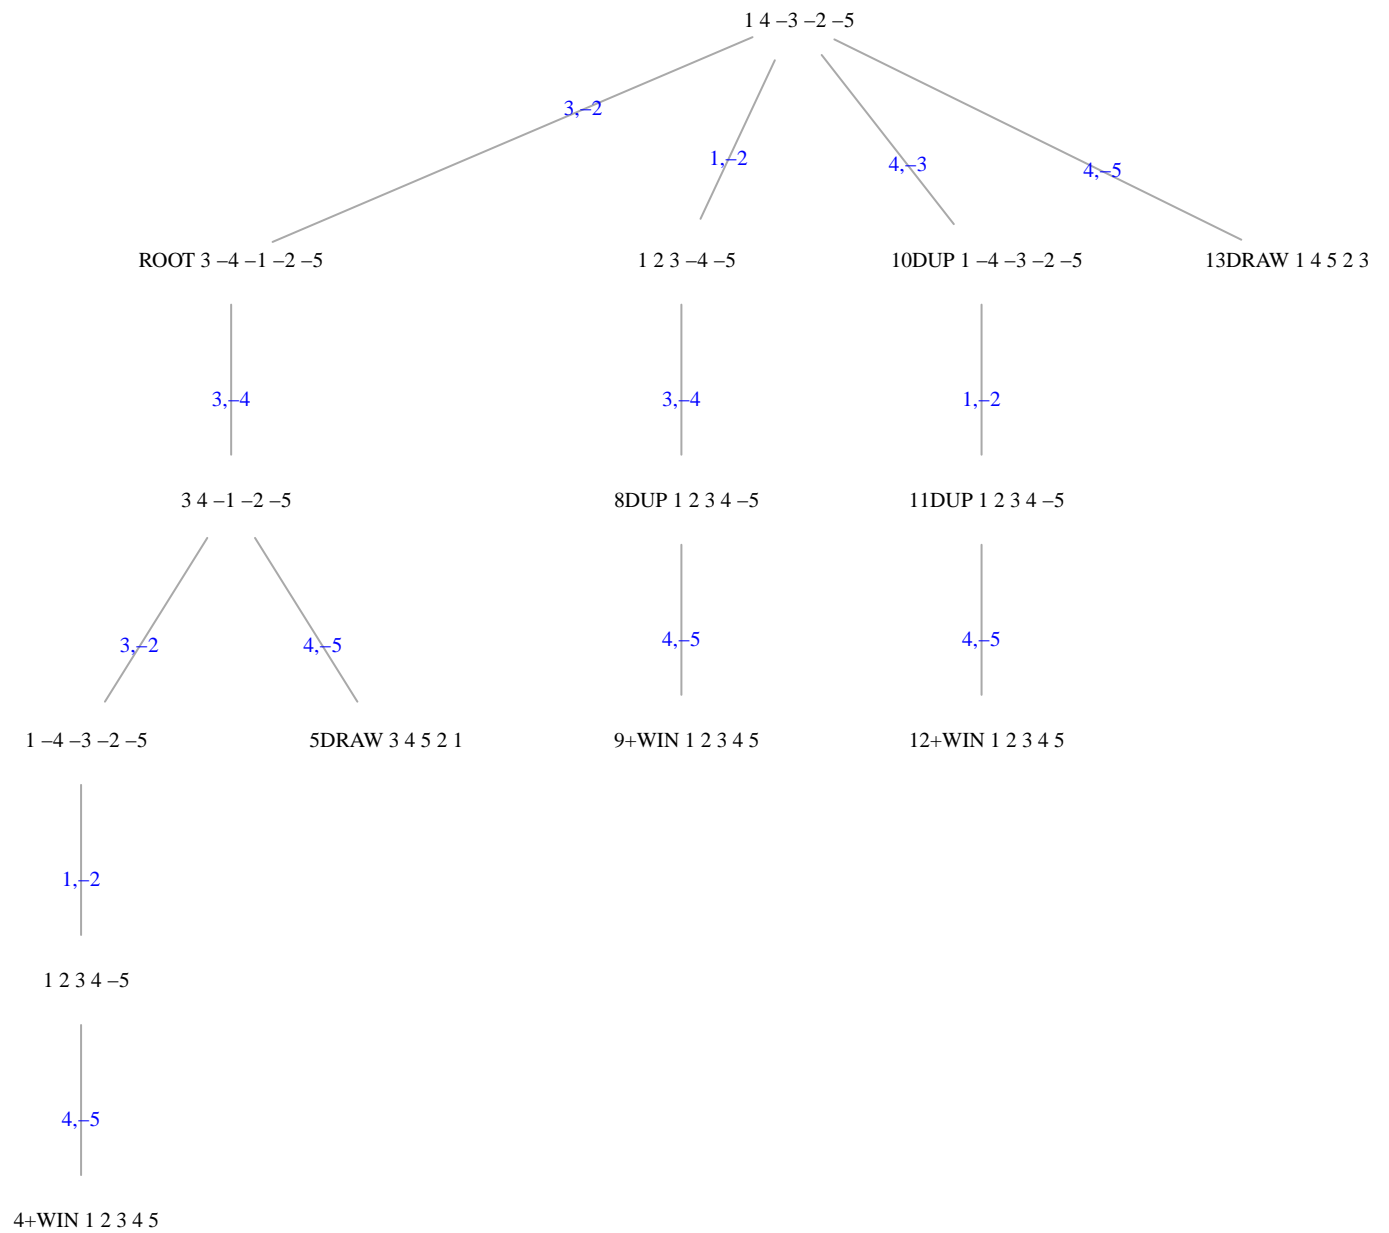 1 4 –3 –2 –5
3,–2
1,–2
4,–3
4,–5
ROOT 3 –4 –1 –2 –5
1 2 3 –4 –5
10DUP 1 –4 –3 –2 –5
13DRAW 1 4 5 2 3
3,–4
3,–4
1,–2
3 4 –1 –2 –5
8DUP 1 2 3 4 –5
11DUP 1 2 3 4 –5
3,–2
4,–5
4,–5
4,–5
1 –4 –3 –2 –5
5DRAW 3 4 5 2 1
9+WIN 1 2 3 4 5
12+WIN 1 2 3 4 5
1,–2
1 2 3 4 –5
4,–5
4+WIN 1 2 3 4 5